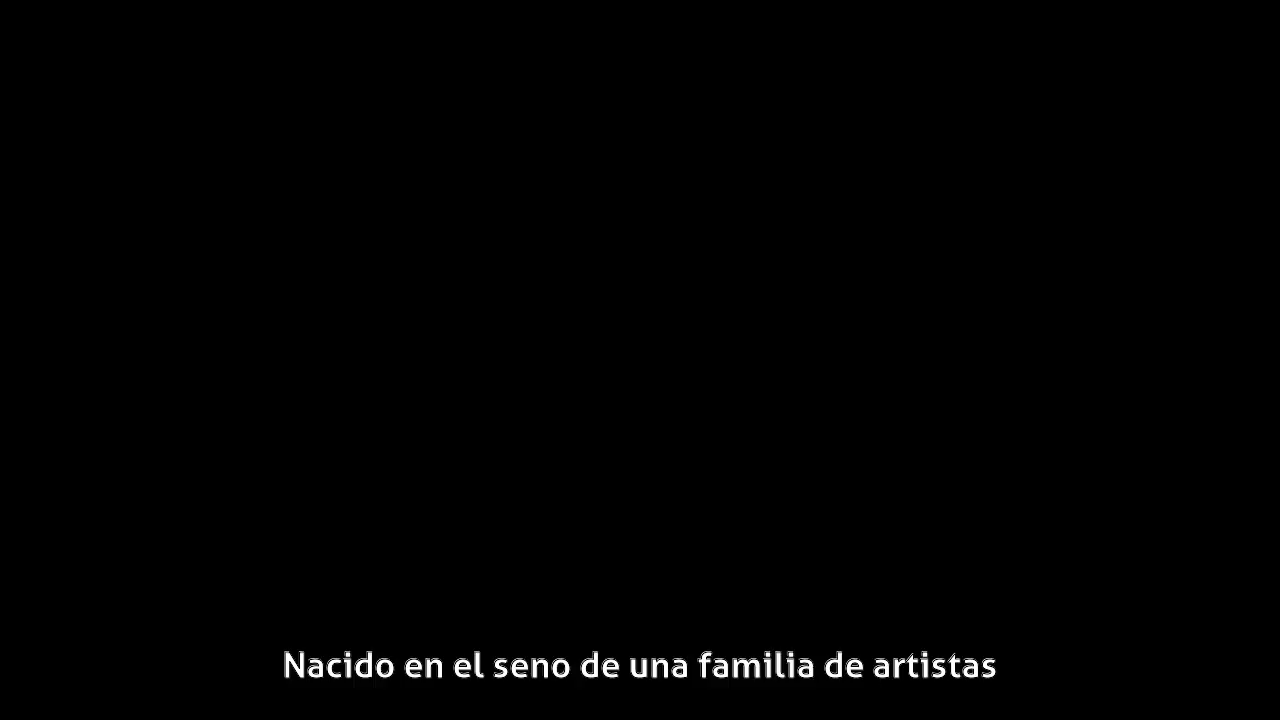 Nacido en el seno de una familia de artistas